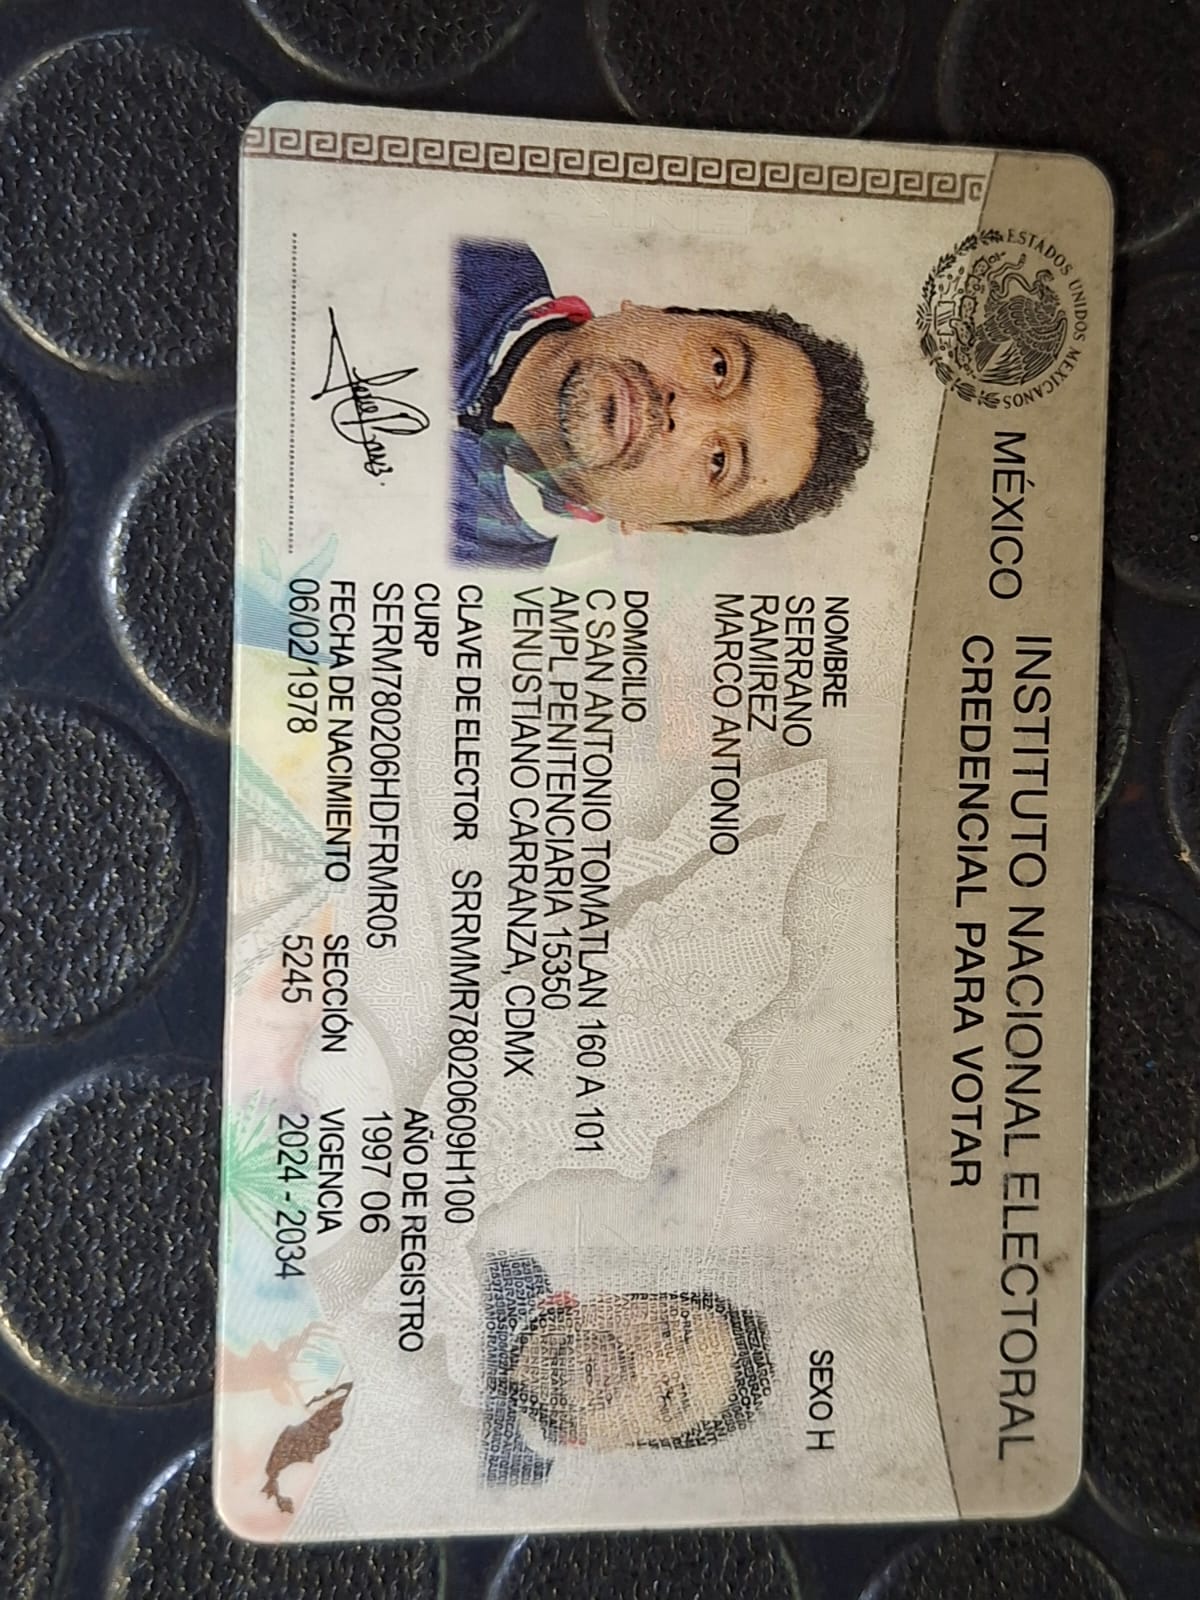 ESTADOS UNIDOS MEXICANOS
MÉXICO INSTITUTO NACIONAL ELECTORAL
CREDENCIAL PARA VOTAR
NOMBRE
SERRANO
RAMIREZ
MARCO ANTONIO
SEXO H
DOMICILIO
C SAN ANTONIO TOMATLAN 160 A 101
AMPL PENITENCIARIA 15350
VENUSTIANO CARRANZA, CDMX
CLAVE DE ELECTOR SRRMMR78020609H100
CURP
SERM780206HDFRMR05
AÑO DE REGISTRO
1997 06
FECHA DE NACIMIENTO
06/02/1978
SECCIÓN
5245
VIGENCIA
2024 - 2034